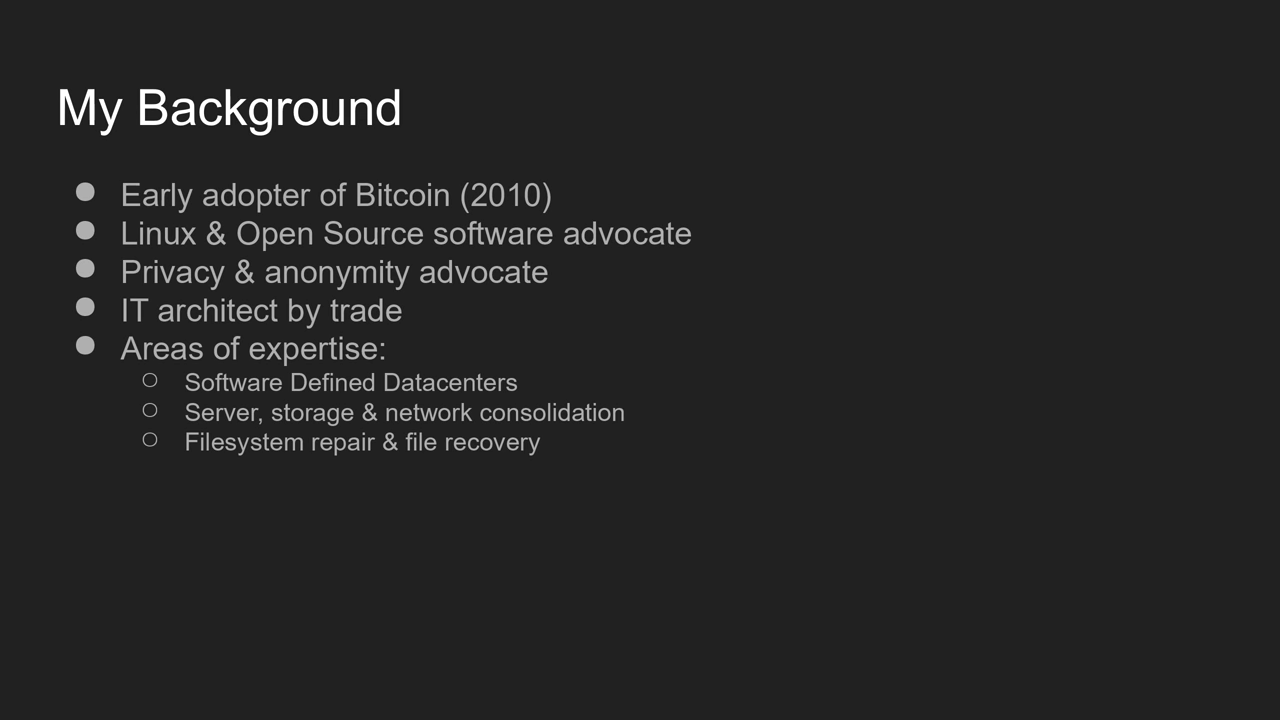 My Background
● Early adopter of Bitcoin (2010)
● Linux & Open Source software advocate
● Privacy & anonymity advocate
● IT architect by trade
● Areas of expertise:
○ Software Defined Datacenters
○ Server, storage & network consolidation
○ Filesystem repair & file recovery